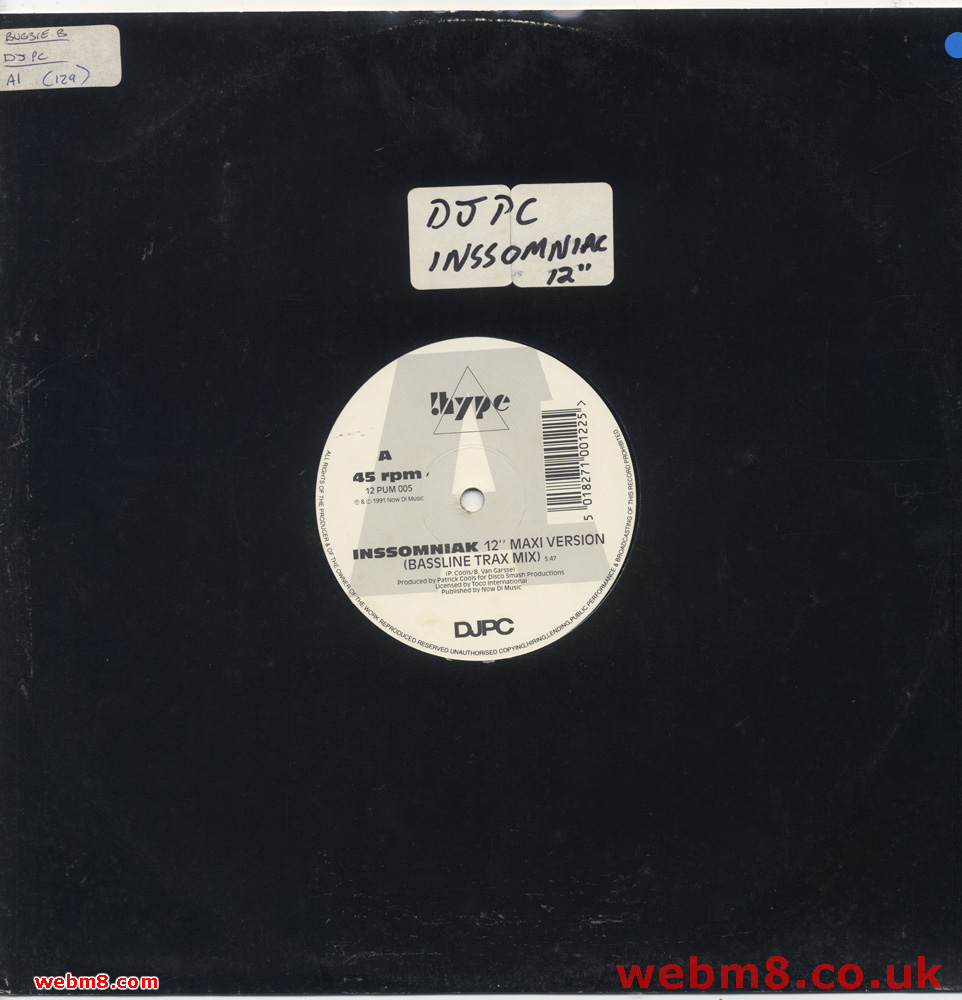 BUGSIE B
DJ PC
A1 (129)
DJ PC
INSSOMNIAC
12"
!hype
A
45 rpm
12 PUM 005
℗ & © 1991 Now DI Music
5 018271 001225 >
INSSOMNIAK 12'' MAXI VERSION
(BASSLINE TRAX MIX) 5:47
(P. Cools/B. Van Garsse)
Produced by Patrick Cools for Disco Smash Productions
Licensed by Toco International
Published by Now DI Music
DJPC
ALL RIGHTS OF THE PRODUCER & OF THE OWNER OF THE WORK REPRODUCED RESERVED.UNAUTHORISED COPYING,HIRING,LENDING,PUBLIC PERFORMANCE & BROADCASTING OF THIS RECORD PROHIBITED.
webm8.com
webm8.co.uk